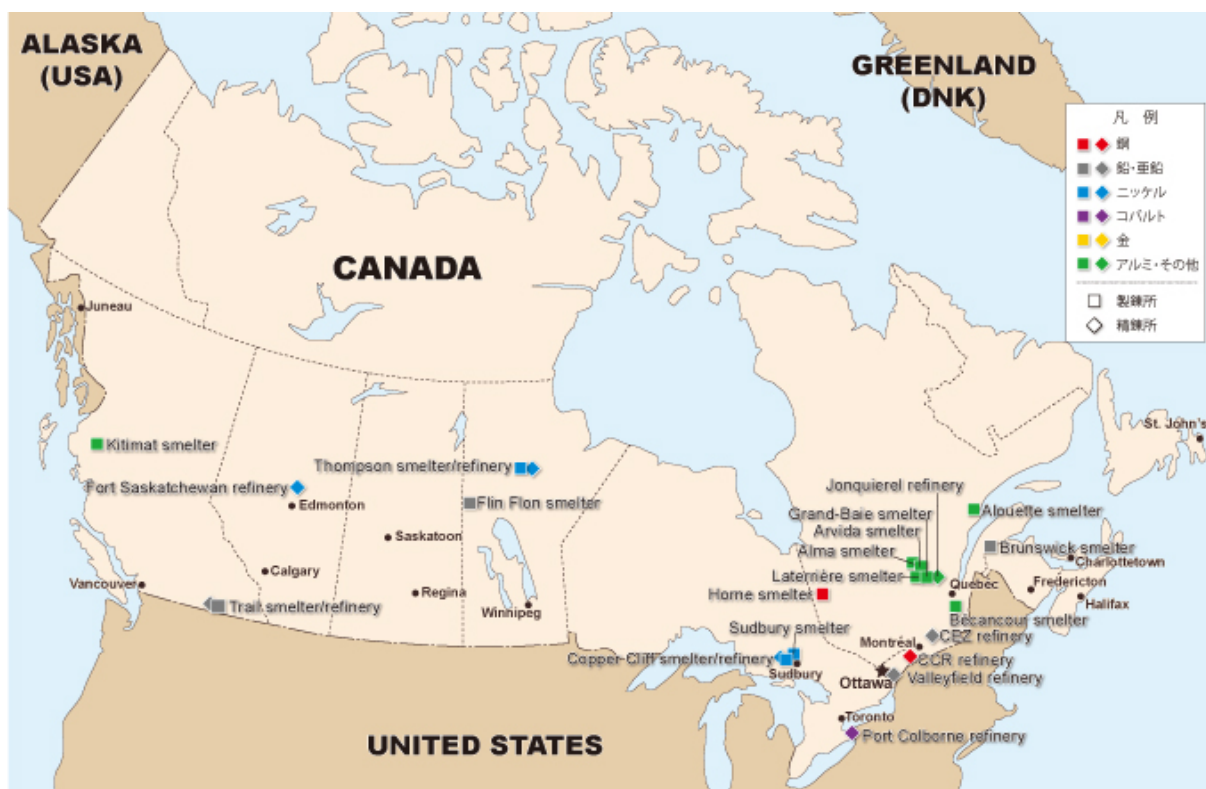 ALASKA
(USA)
GREENLAND
(DNK)
凡 例
銅
鉛・亜鉛
ニッケル
コバルト
金
アルミ・その他
製錬所
精錬所
CANADA
Juneau
St. John's
Kitimat smelter
Thompson smelter/refinery
Fort Saskatchewan refinery
Edmonton
Flin Flon smelter
Jonquierel refinery
Grand-Baie smelter
Arvida smelter
Alma smelter
Laterrière smelter
Alouette smelter
Saskatoon
Brunswick smelter
Charlottetown
Calgary
Vancouver
Regina
Winnipeg
Trail smelter/refinery
Horne smelter
Quebec
Fredericton
Halifax
Becancour smelter
Sudbury smelter
CEZ refinery
Montréal
Copper-Cliff smelter/refinery
Sudbury
CCR refinery
Ottawa
Valleyfield refinery
Toronto
Port Colborne refinery
UNITED STATES